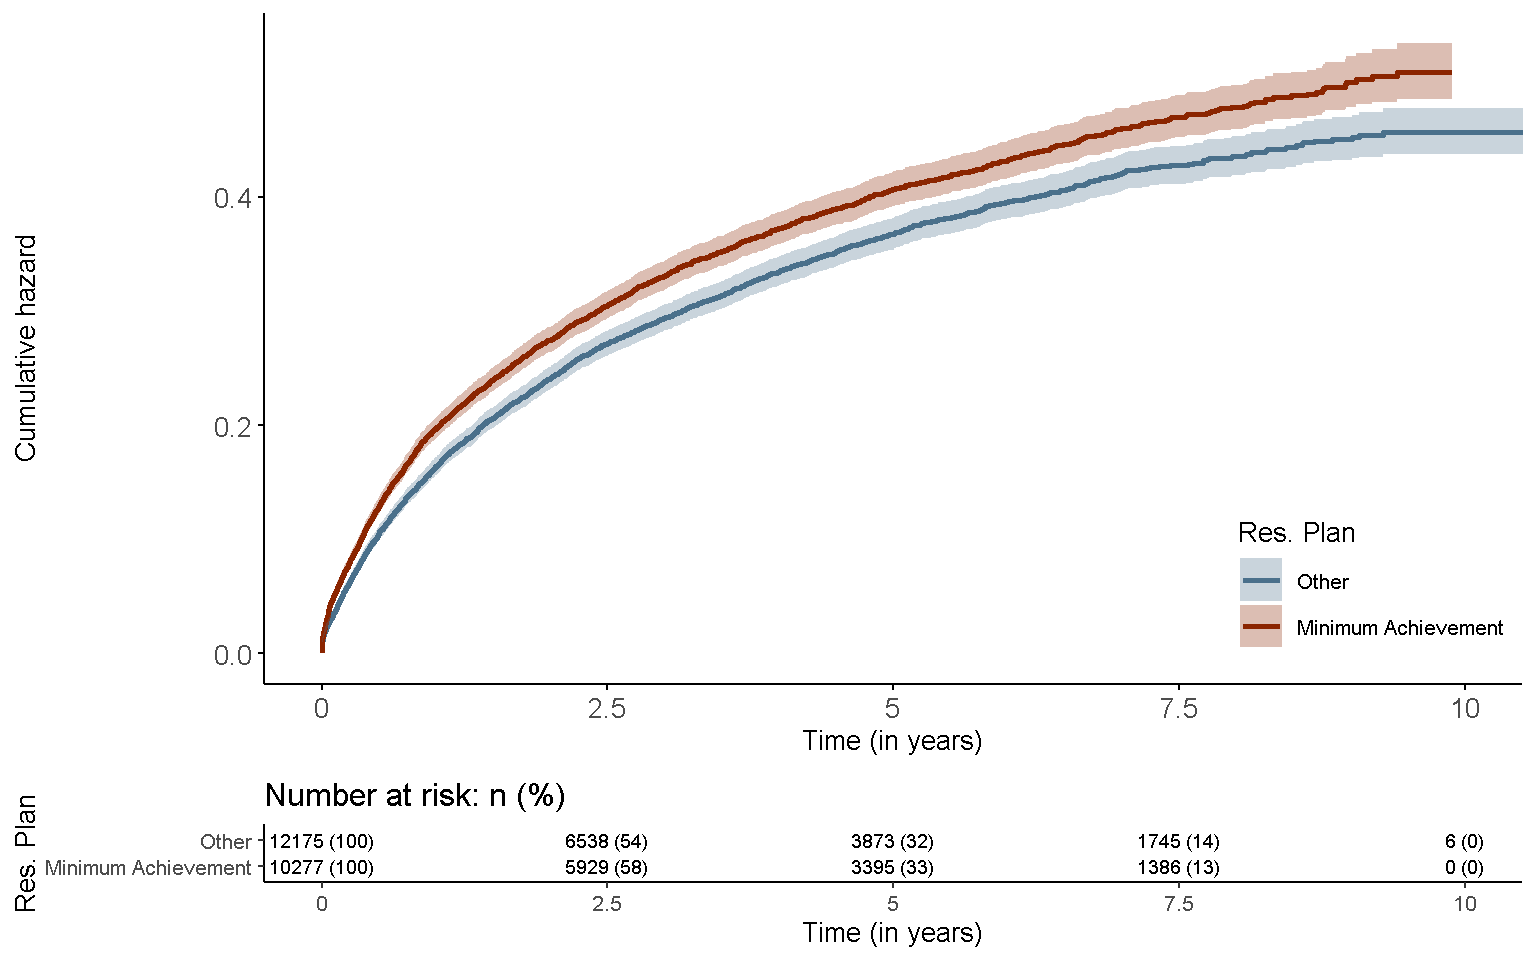 Cumulative hazard
0.4
0.2
0.0
0 2.5 5 7.5 10
Time (in years)
Res. Plan
Other
Minimum Achievement
Number at risk: n (%)
Res. Plan
Other 12175 (100) 6538 (54) 3873 (32) 1745 (14) 6 (0)
Minimum Achievement 10277 (100) 5929 (58) 3395 (33) 1386 (13) 0 (0)
0 2.5 5 7.5 10
Time (in years)